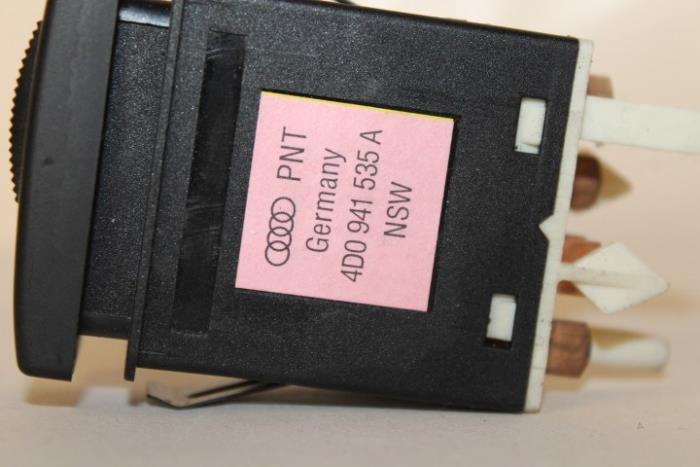 PNT
Germany
4D0 941 535 A
NSW